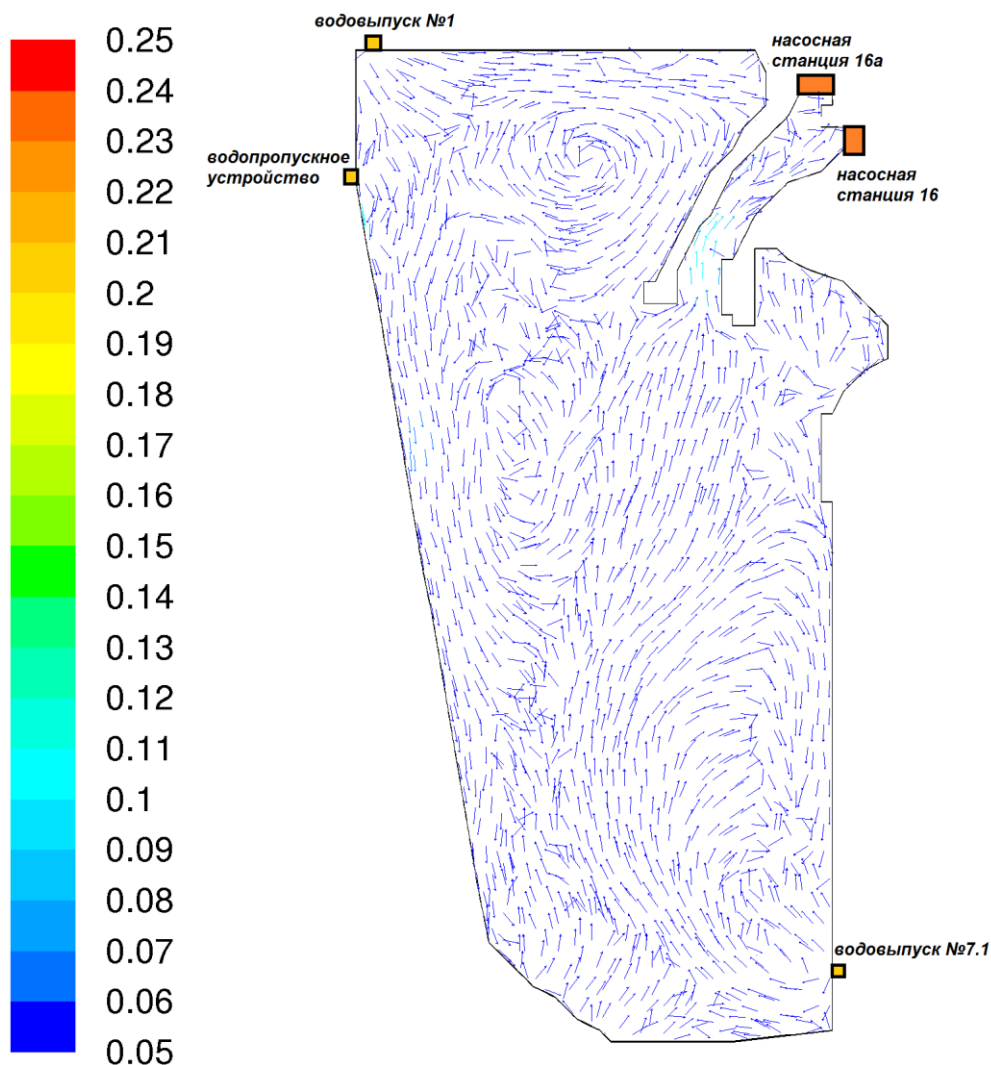 0.25
0.24
0.23
0.22
0.21
0.2
0.19
0.18
0.17
0.16
0.15
0.14
0.13
0.12
0.11
0.1
0.09
0.08
0.07
0.06
0.05
водовыпуск №1
насосная
станция 16а
водопропускное
устройство
насосная
станция 16
водовыпуск №7.1